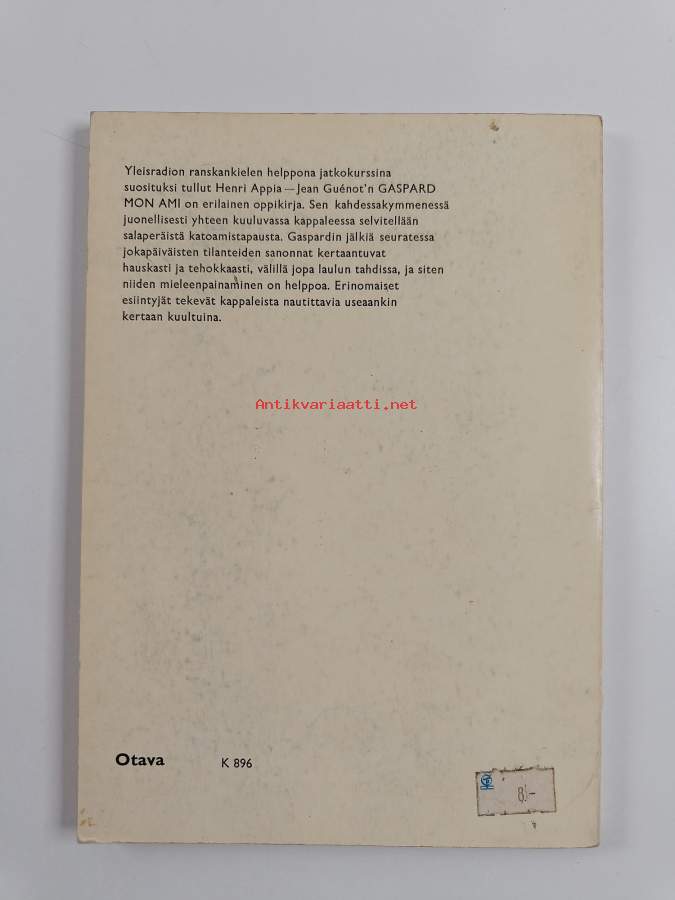 Yleisradion ranskankielen helppona jatkokurssina
suosituksi tullut Henri Appia — Jean Guénot'n GASPARD
MON AMI on erilainen oppikirja. Sen kahdessakymmenessä
juonellisesti yhteen kuuluvassa kappaleessa selvitellään
salaperäistä katoamistapausta. Gaspardin jälkiä seuratessa
jokapäiväisten tilanteiden sanonnat kertaantuvat
hauskasti ja tehokkaasti, välillä jopa laulun tahdissa, ja siten
niiden mieleenpainaminen on helppoa. Erinomaiset
esiintyjät tekevät kappaleista nautittavia useaankin
kertaan kuultuina.
Antikvariaatti.net
Otava K 896
8,-